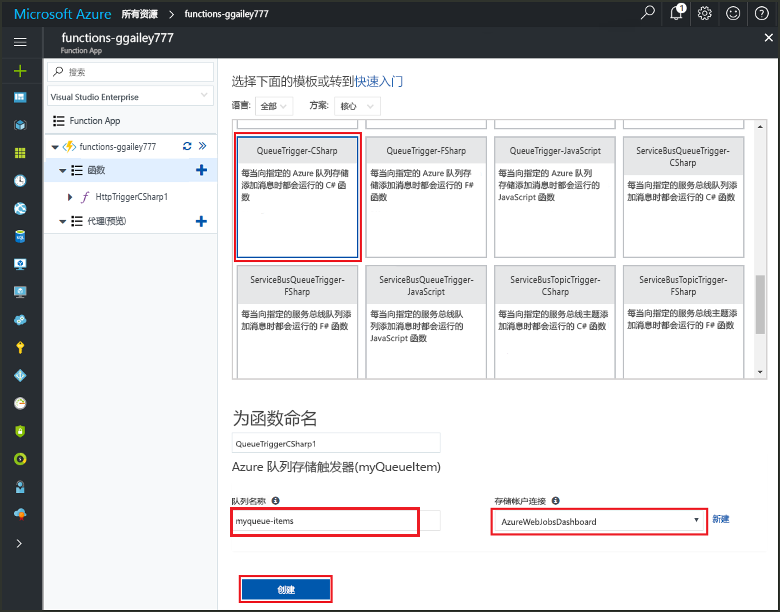 Microsoft Azure 所有资源 > functions-ggailey777
1
functions-ggailey777
Function App
搜索
Visual Studio Enterprise
Function App
functions-ggailey777
函数
HttpTriggerCSharp1
代理(预览)
选择下面的模板或转到快速入门
语言: 全部 方案: 核心
QueueTrigger-CSharp
每当向指定的 Azure 队列存储
添加消息时都会运行的 C# 函
数
QueueTrigger-FSharp
每当向指定的 Azure 队列存
储添加消息时都会运行的 F#
函数
QueueTrigger-JavaScript
每当向指定的 Azure 队列
存储添加消息时都会运行的
JavaScript 函数
ServiceBusQueueTrigger-
CSharp
每当向指定的服务总线队列添
加消息时都会运行的 C# 函数
ServiceBusQueueTrigger-
FSharp
每当向指定的服务总线队列添
加消息时都会运行的 F# 函数
ServiceBusQueueTrigger-
JavaScript
每当向指定的服务总线队
列添加消息时都会运行的
JavaScript 函数
ServiceBusTopicTrigger-
CSharp
每当向指定的服务总线主题添
加消息时都会运行的 C# 函数
ServiceBusTopicTrigger-
FSharp
每当向指定的服务总线主题添
加消息时都会运行的 F# 函数
为函数命名
QueueTriggerCSharp1
Azure 队列存储触发器(myQueueItem)
队列名称
myqueue-items
存储帐户连接
AzureWebJobsDashboard
新建
创建